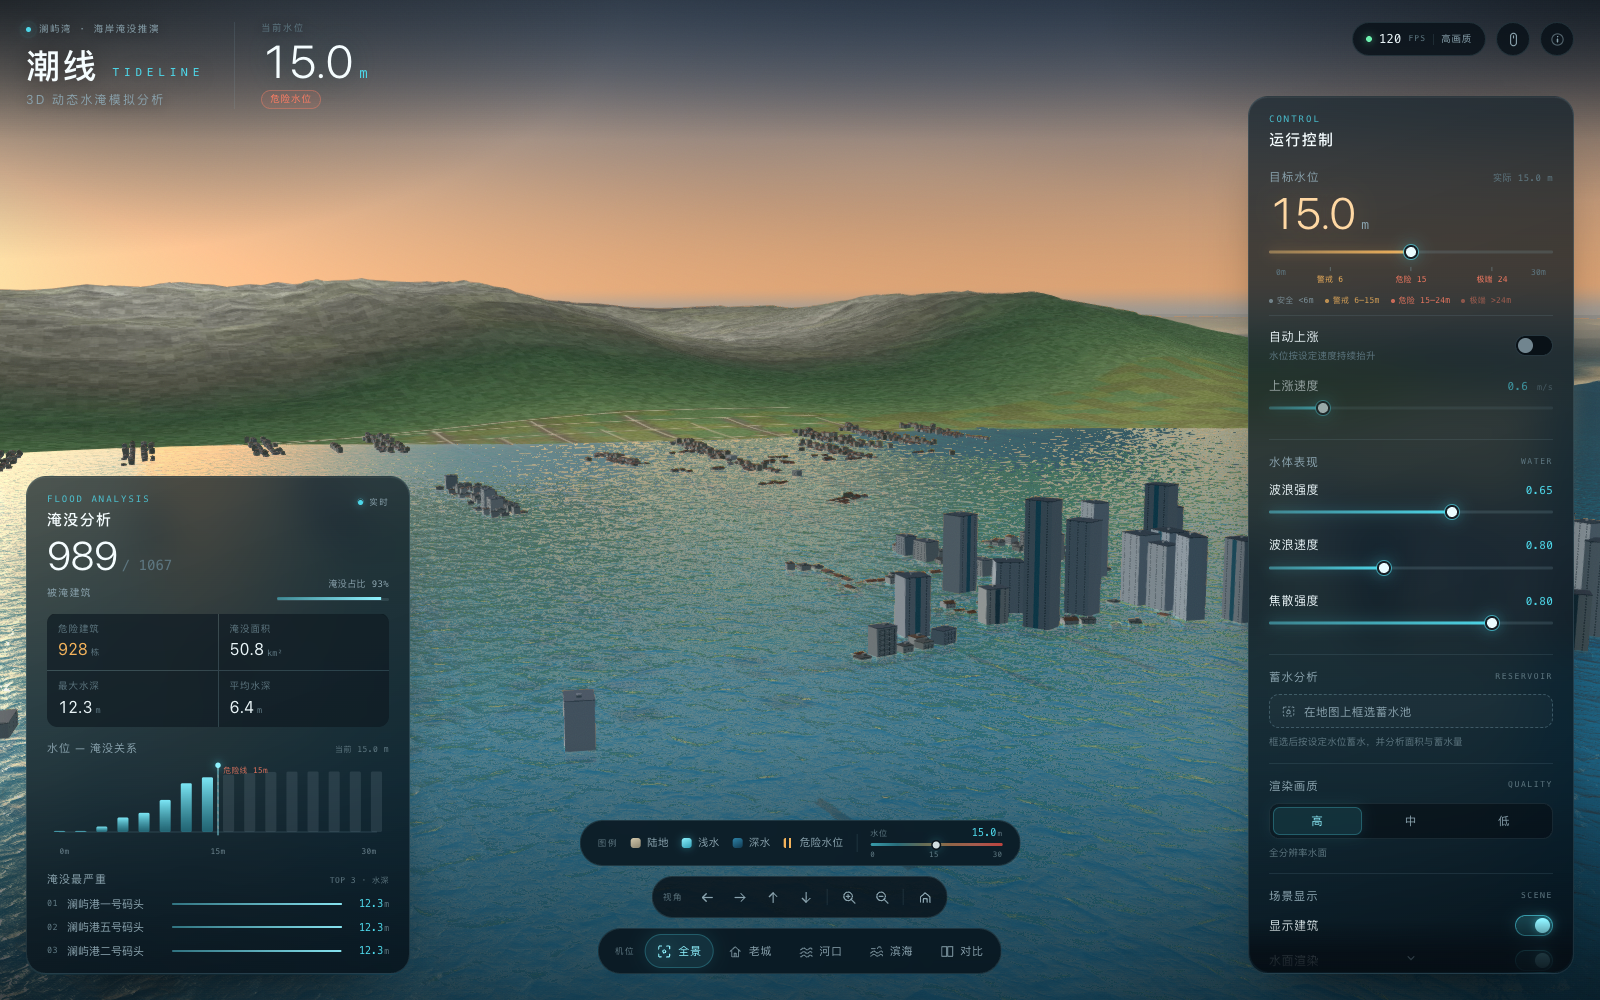 澜屿湾 · 海岸淹没推演
潮线 TIDELINE
3D 动态水淹模拟分析
当前水位
15.0 m
危险水位
120 FPS 高画质
CONTROL
运行控制
目标水位 实际 15.0 m
15.0 m
0m 警戒 6 危险 15 极端 24 30m
安全 <6m 警戒 6–15m 危险 15–24m 极端 >24m
自动上涨
水位按设定速度持续抬升
上涨速度 0.6 m/s
水体表现 WATER
波浪强度 0.65
波浪速度 0.80
焦散强度 0.80
蓄水分析 RESERVOIR
在地图上框选蓄水池
框选后按设定水位蓄水，并分析面积与蓄水量
渲染画质 QUALITY
高 中 低
全分辨率水面
场景显示 SCENE
显示建筑
水面渲染
FLOOD ANALYSIS
淹没分析 实时
989 / 1067
被淹建筑 淹没占比 93%
危险建筑 淹没面积
928 栋 50.8 km²
最大水深 平均水深
12.3 m 6.4 m
水位 — 淹没关系 当前 15.0 m
危险线 15m
0m 15m 30m
淹没最严重 TOP 3 · 水深
01 澜屿港一号码头 12.3m
02 澜屿港五号码头 12.3m
03 澜屿港二号码头 12.3m
图例 陆地 浅水 深水 危险水位 水位 15.0m
0 15 30
视角
机位 全景 老城 河口 滨海 对比